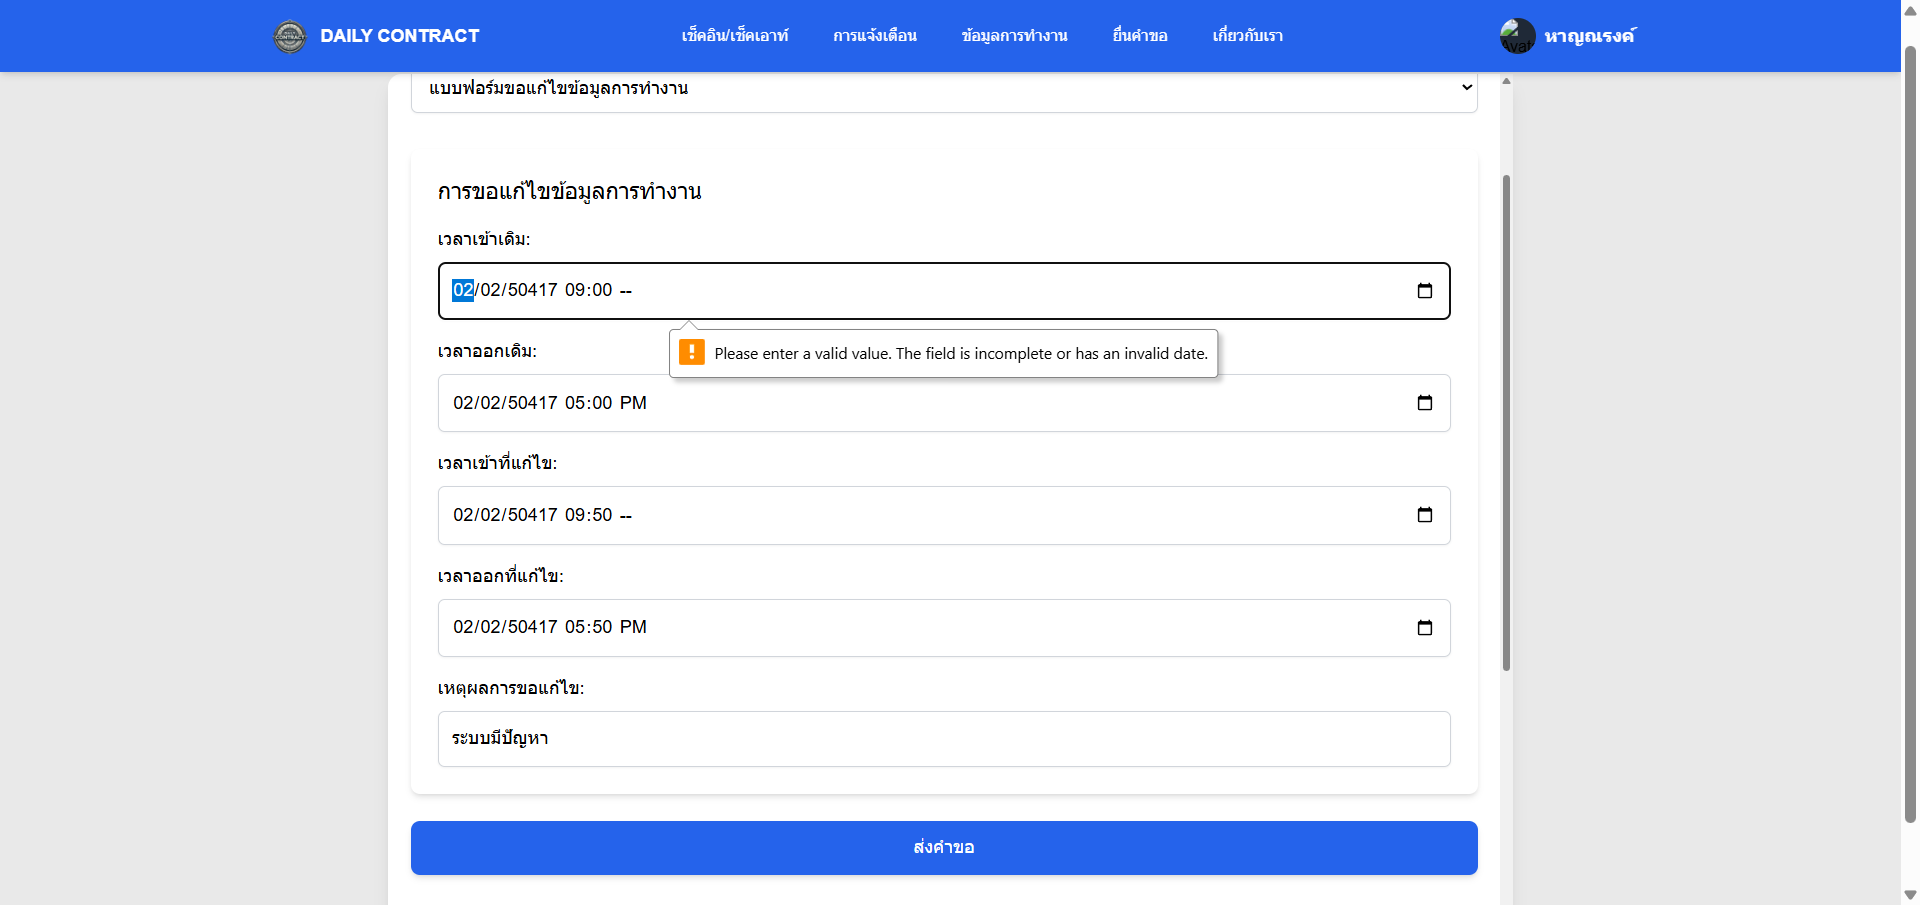 DAILY CONTRACT
เช็คอิน/เช็คเอาท์
การแจ้งเตือน
ข้อมูลการทำงาน
ยื่นคำขอ
เกี่ยวกับเรา
หาญณรงค์
แบบฟอร์มขอแก้ไขข้อมูลการทำงาน
การขอแก้ไขข้อมูลการทำงาน
เวลาเข้าเดิม:
02/02/50417 09:00 --
Please enter a valid value. The field is incomplete or has an invalid date.
เวลาออกเดิม:
02/02/50417 05:00 PM
เวลาเข้าที่แก้ไข:
02/02/50417 09:50 --
เวลาออกที่แก้ไข:
02/02/50417 05:50 PM
เหตุผลการขอแก้ไข:
ระบบมีปัญหา
ส่งคำขอ